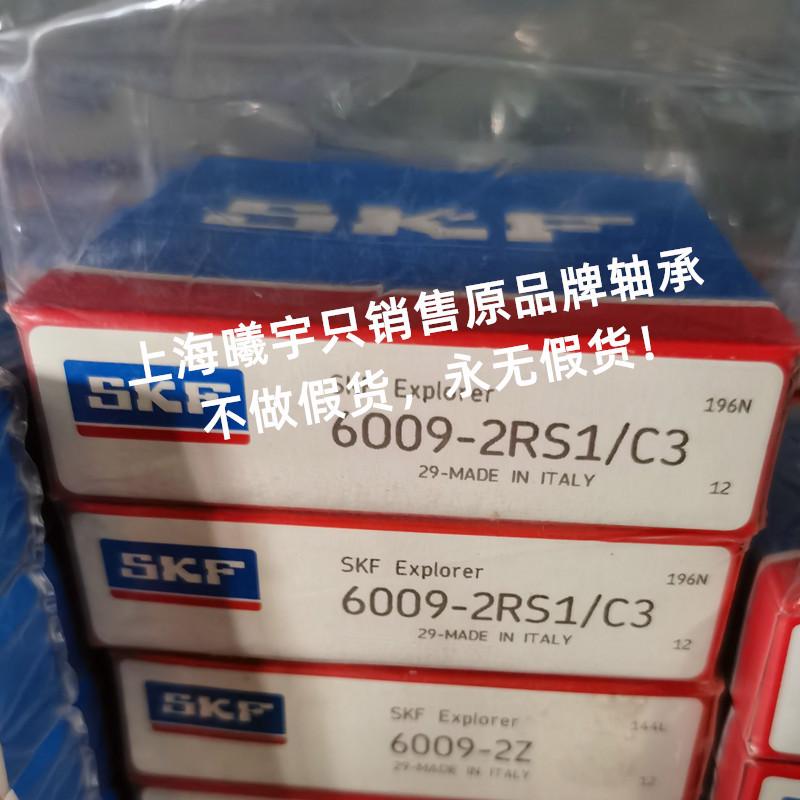 SKF
上海曦宇只销售原品牌轴承
不做假货，永无假货！
SKF
SKF Explorer
196N
6009-2RS1/C3
29-MADE IN ITALY
12
SKF
SKF Explorer
196N
6009-2RS1/C3
29-MADE IN ITALY
12
SKF
SKF Explorer
144L
6009-2Z
29-MADE IN ITALY
12